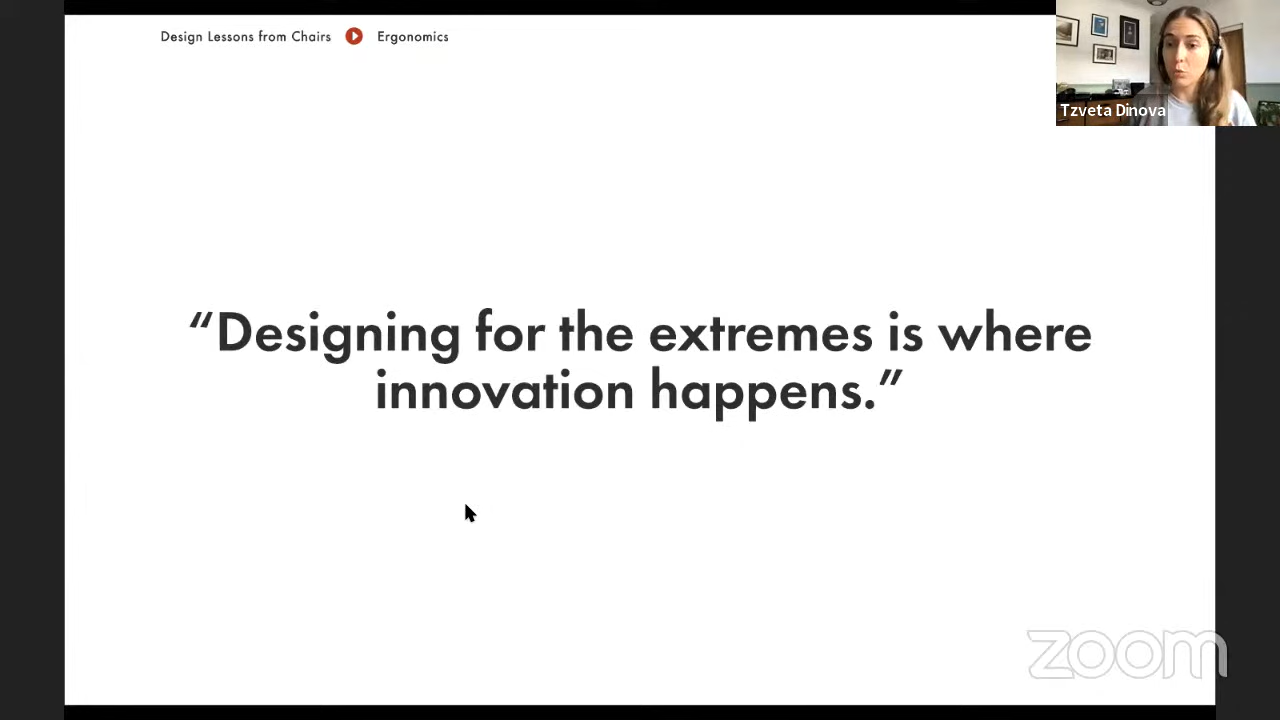 Design Lessons from Chairs Ergonomics
Tzveta Dinova
“Designing for the extremes is where
innovation happens.”
zoom